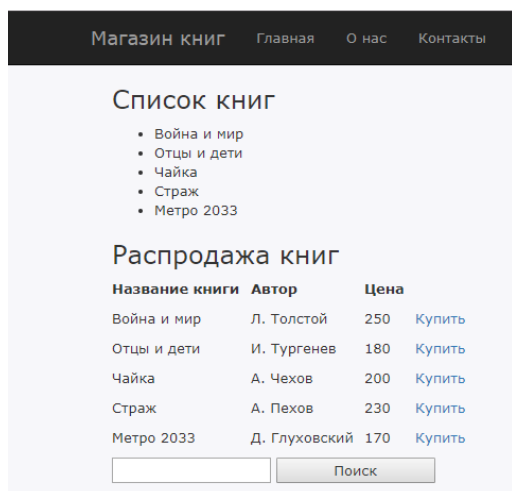 Магазин книг Главная О нас Контакты
Список книг
Война и мир
Отцы и дети
Чайка
Страж
Метро 2033
Распродажа книг
Название книги Автор Цена
Война и мир Л. Толстой 250 Купить
Отцы и дети И. Тургенев 180 Купить
Чайка А. Чехов 200 Купить
Страж А. Пехов 230 Купить
Метро 2033 Д. Глуховский 170 Купить
Поиск